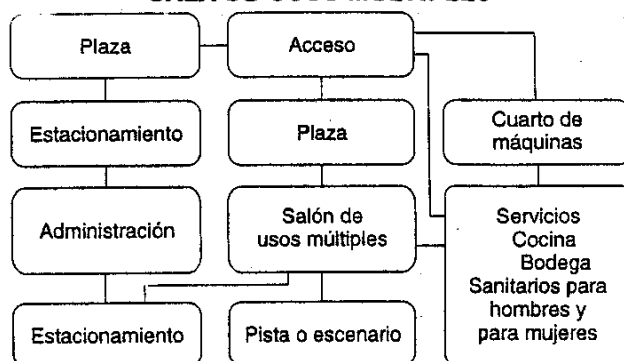 Plaza
Acceso
Estacionamiento
Plaza
Cuarto de
máquinas
Administración
Salón de
usos múltiples
Servicios
Cocina
Bodega
Sanitarios para
hombres y
para mujeres
Estacionamiento
Pista o escenario